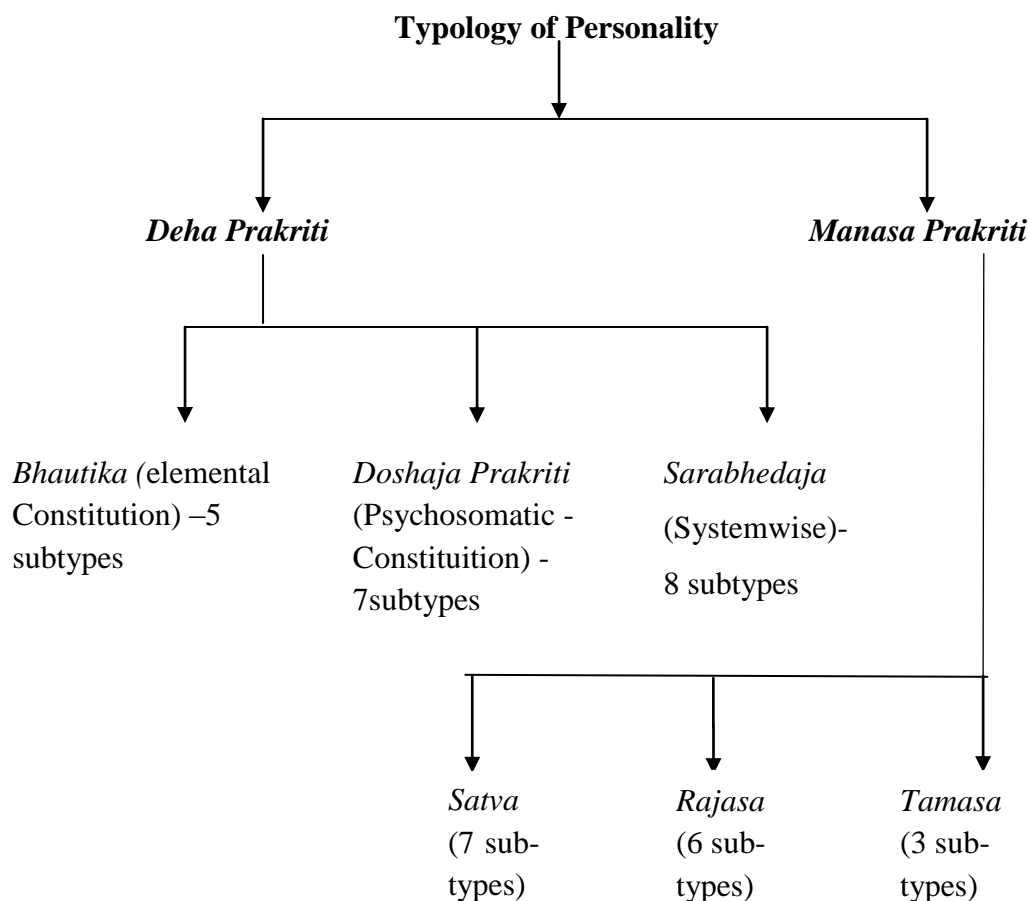 Typology of Personality
Deha Prakriti
Manasa Prakriti
Bhautika (elemental
Constitution) –5
subtypes
Doshaja Prakriti
(Psychosomatic -
Constituition) -
7subtypes
Sarabhedaja
(Systemwise)-
8 subtypes
Satva
(7 sub-
types)
Rajasa
(6 sub-
types)
Tamasa
(3 sub-
types)